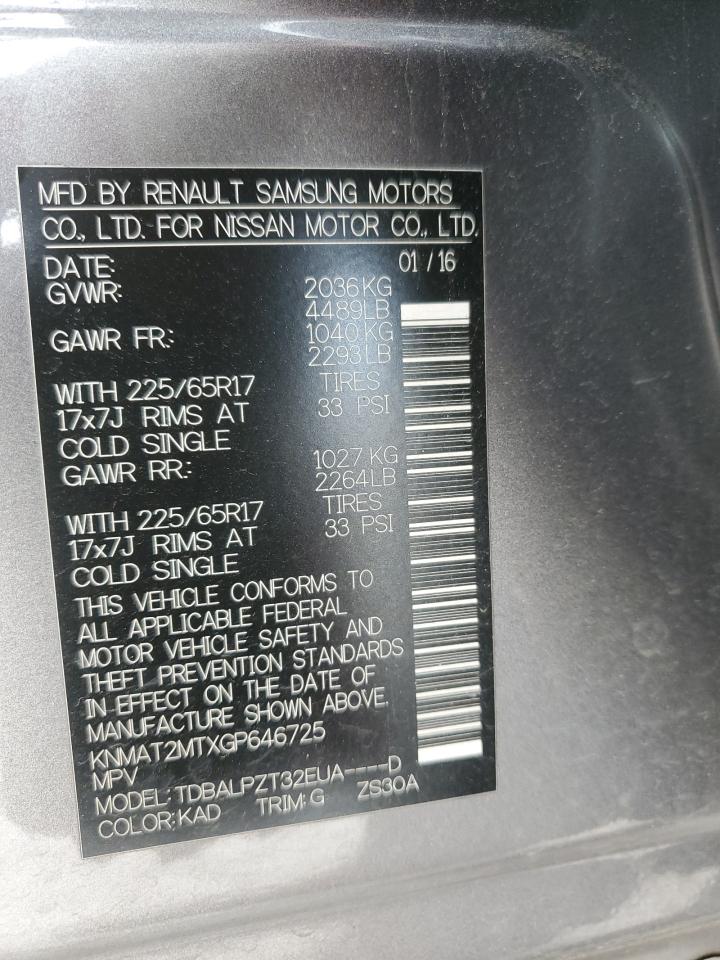 MFD BY RENAULT SAMSUNG MOTORS
CO., LTD. FOR NISSAN MOTOR CO., LTD.
DATE: 01 / 16
GVWR: 2036KG
4489LB
GAWR FR: 1040KG
2293LB
WITH 225/65R17 TIRES
17x7J RIMS AT 33 PSI
COLD SINGLE
GAWR RR: 1027KG
2264LB
WITH 225/65R17 TIRES
17x7J RIMS AT 33 PSI
COLD SINGLE
THIS VEHICLE CONFORMS TO
ALL APPLICABLE FEDERAL
MOTOR VEHICLE SAFETY AND
THEFT PREVENTION STANDARDS
IN EFFECT ON THE DATE OF
MANUFACTURE SHOWN ABOVE.
KNMAT2MTXGP646725
MPV
MODEL: TDBALPZT32EUA----D
COLOR: KAD TRIM: G ZS30A